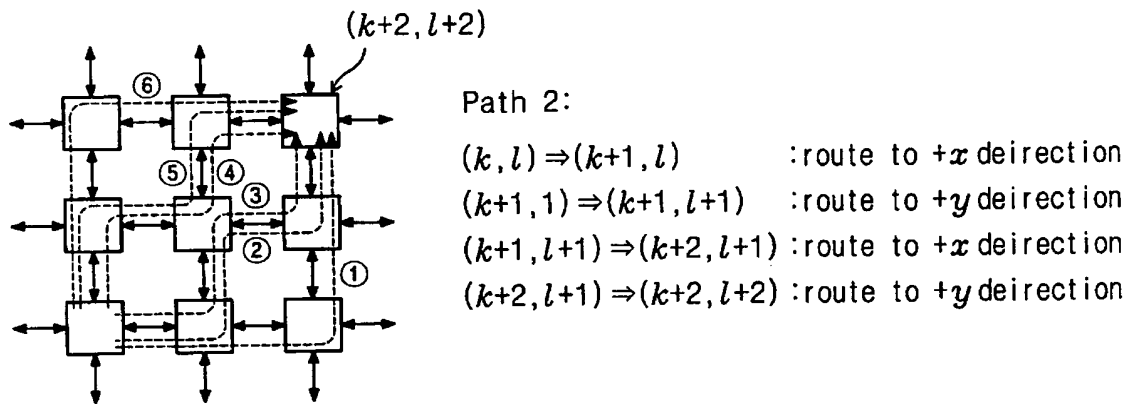 (k+2,l+2)
⑥
Path 2:
(k,l)⇒(k+1,l) :route to +x deirection
⑤ ④
③
(k+1,1)⇒(k+1,l+1) :route to +y deirection
②
(k+1,l+1)⇒(k+2,l+1):route to +x deirection
①
(k+2,l+1)⇒(k+2,l+2):route to +y deirection